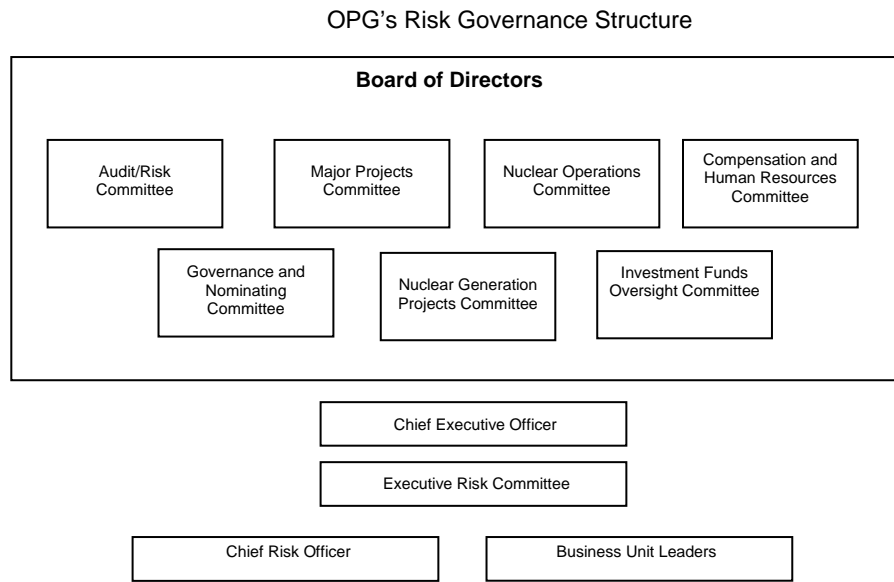 OPG's Risk Governance Structure
Board of Directors
Audit/Risk
Committee
Major Projects
Committee
Nuclear Operations
Committee
Compensation and
Human Resources
Committee
Governance and
Nominating
Committee
Nuclear Generation
Projects Committee
Investment Funds
Oversight Committee
Chief Executive Officer
Executive Risk Committee
Chief Risk Officer
Business Unit Leaders